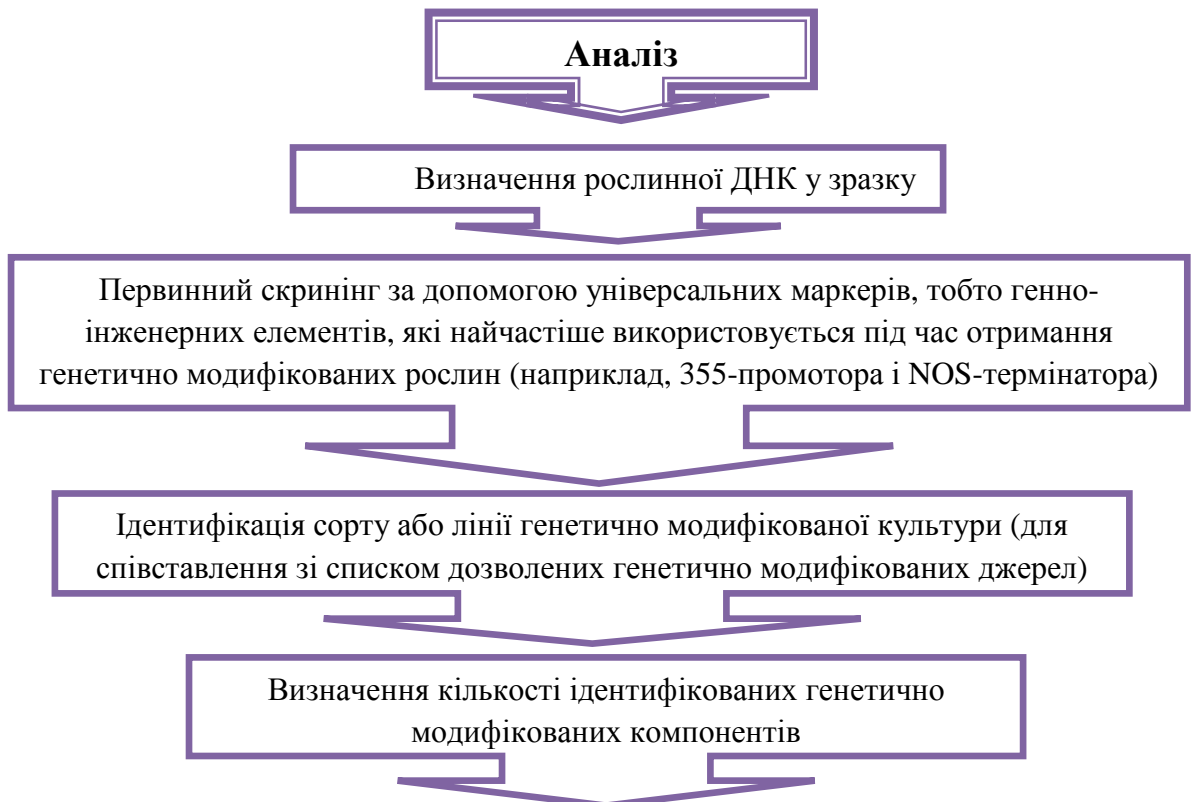 Аналіз
Визначення рослинної ДНК у зразку
Первинний скринінг за допомогою універсальних маркерів, тобто генно-
інженерних елементів, які найчастіше використовується під час отримання
генетично модифікованих рослин (наприклад, 355-промотора і NOS-термінатора)
Ідентифікація сорту або лінії генетично модифікованої культури (для
співставлення зі списком дозволених генетично модифікованих джерел)
Визначення кількості ідентифікованих генетично
модифікованих компонентів